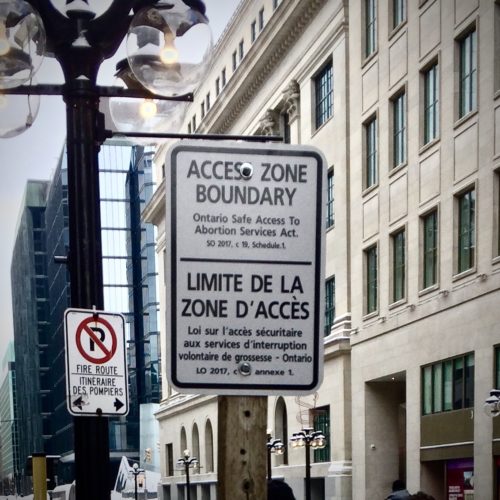 ACCESS ZONE
BOUNDARY
Ontario Safe Access To
Abortion Services Act.
SO 2017, c 19, Schedule.1.
LIMITE DE LA
ZONE D'ACCÈS
Loi sur l'accès sécuritaire
aux services d'interruption
volontaire de grossesse - Ontario
LO 2017, c annexe 1.
P
FIRE ROUTE
ITINÉRAIRE
DES POMPIERS